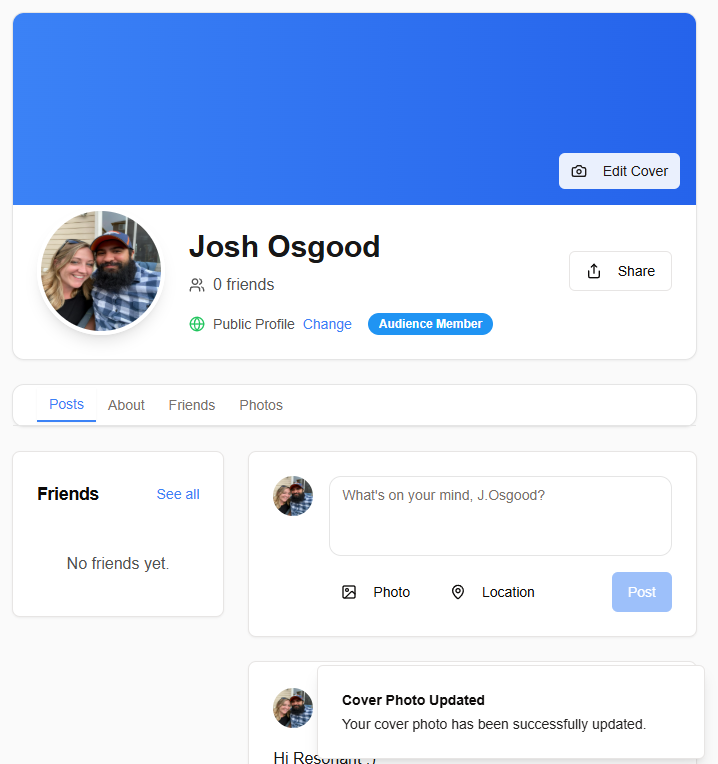 Edit Cover
Josh Osgood
0 friends
Share
Public Profile Change Audience Member
Posts About Friends Photos
Friends See all
No friends yet.
What's on your mind, J.Osgood?
Photo Location Post
Cover Photo Updated
Your cover photo has been successfully updated.
Hi Resonant :)